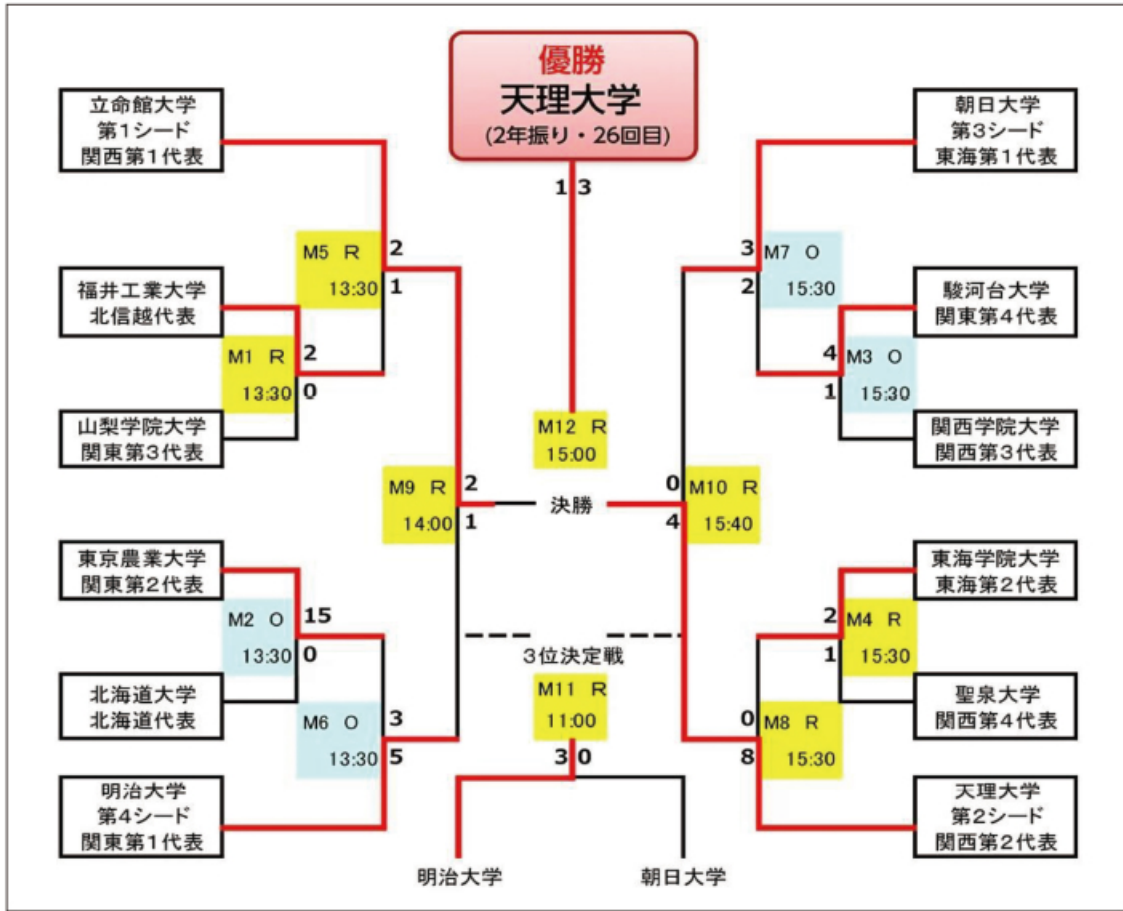 優勝
天理大学
(2年振り・26回目)
1 3
立命館大学
第1シード
関西第1代表
朝日大学
第3シード
東海第1代表
M5 R
13:30
2
1
3
2
M7 O
15:30
福井工業大学
北信越代表
駿河台大学
関東第4代表
M1 R
13:30
2
0
4
1
M3 O
15:30
山梨学院大学
関東第3代表
関西学院大学
関西第3代表
M12 R
15:00
M9 R
14:00
2
1
決勝
0
4
M10 R
15:40
東京農業大学
関東第2代表
東海学院大学
東海第2代表
M2 O
13:30
15
0
2
1
M4 R
15:30
3位決定戦
北海道大学
北海道代表
聖泉大学
関西第4代表
M6 O
13:30
3
5
M11 R
11:00
3 0
0
8
M8 R
15:30
明治大学
第4シード
関東第1代表
天理大学
第2シード
関西第2代表
明治大学
朝日大学